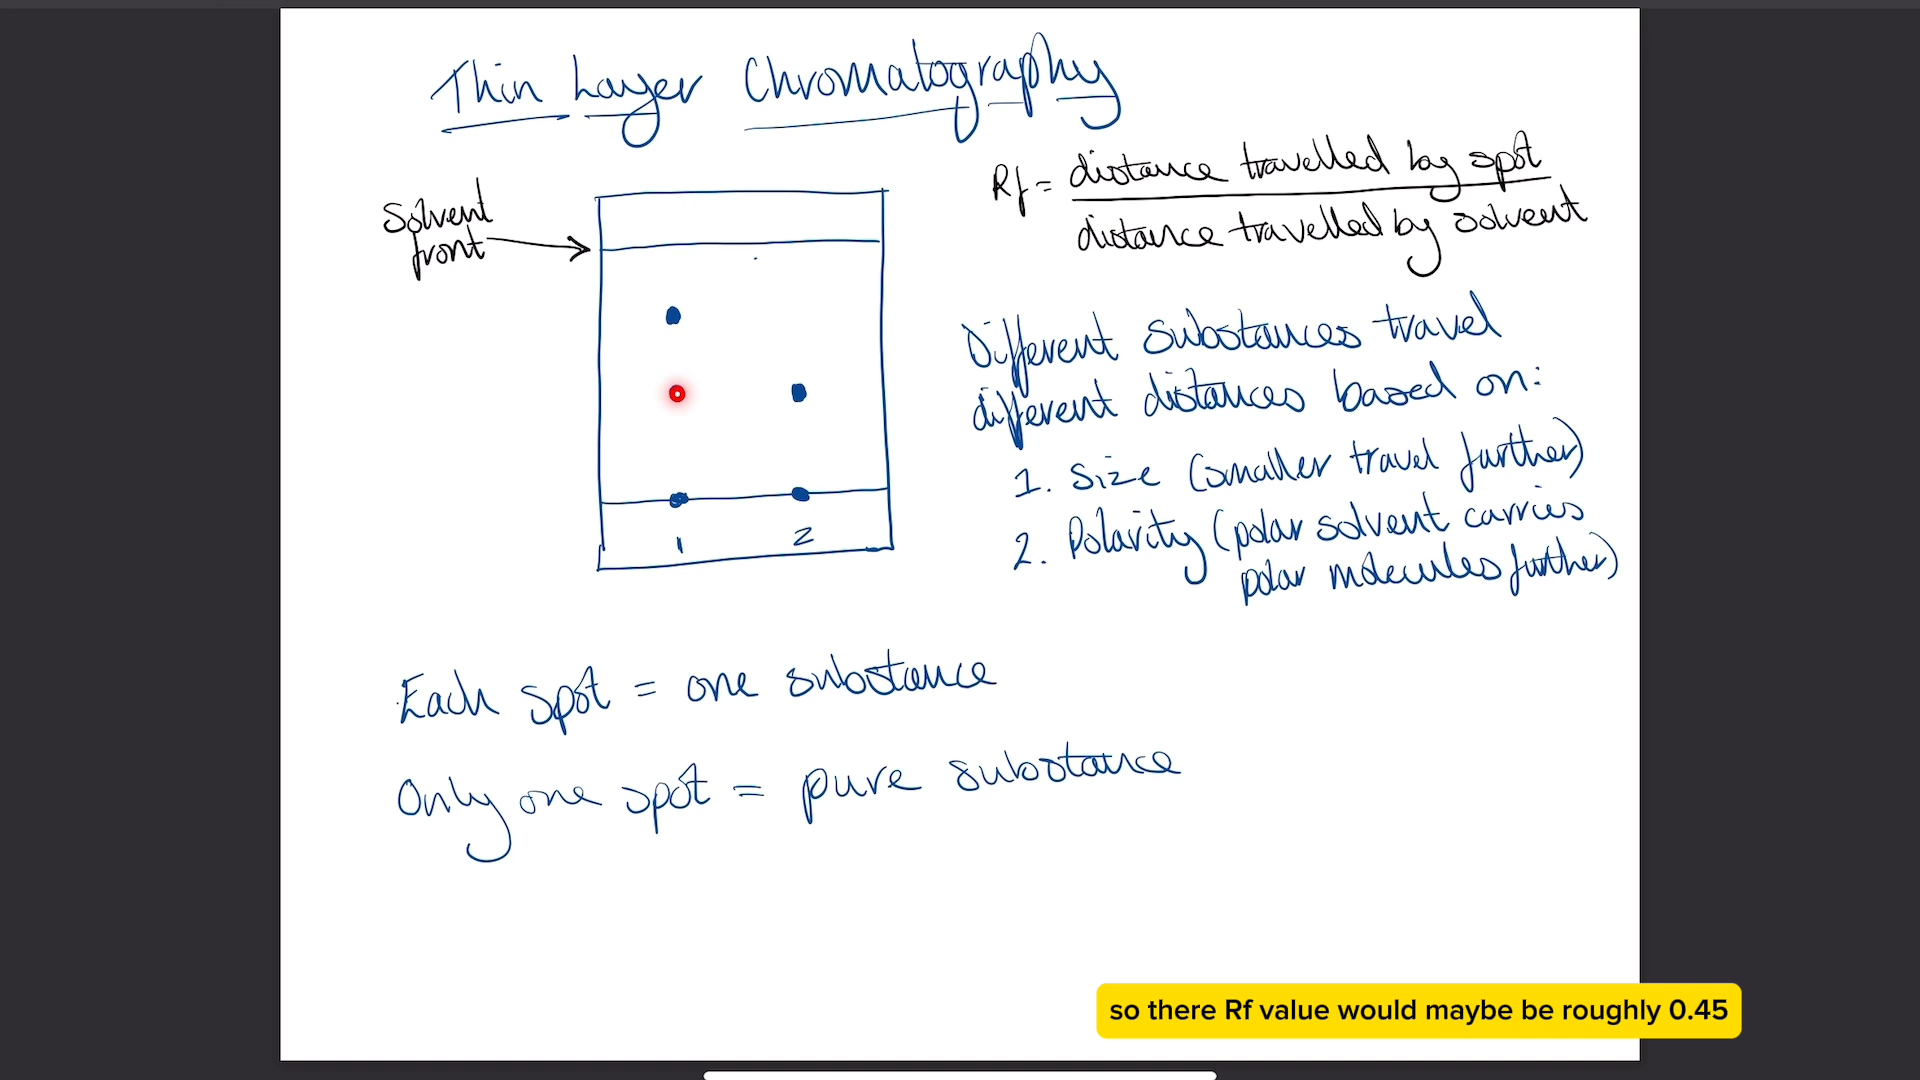 Thin Layer Chromatography
Rf = distance travelled by spot
distance travelled by solvent
Solvent
front
Different substances travel
different distances based on:
1. Size (smaller travel further)
2. Polarity (polar solvent carries
polar molecules further)
1 2
Each spot = one substance
Only one spot = pure substance
so there Rf value would maybe be roughly 0.45